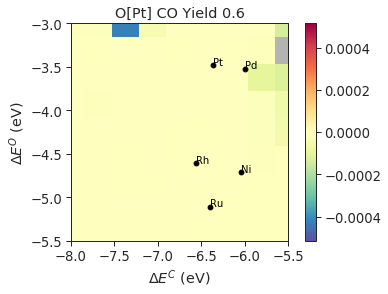 O[Pt] CO Yield 0.6
−3.0
−3.5
−4.0
−4.5
−5.0
−5.5
ΔE^O (eV)
Pt
Pd
Rh
Ni
Ru
−8.0 −7.5 −7.0 −6.5 −6.0 −5.5
ΔE^C (eV)
0.0004
0.0002
0.0000
−0.0002
−0.0004